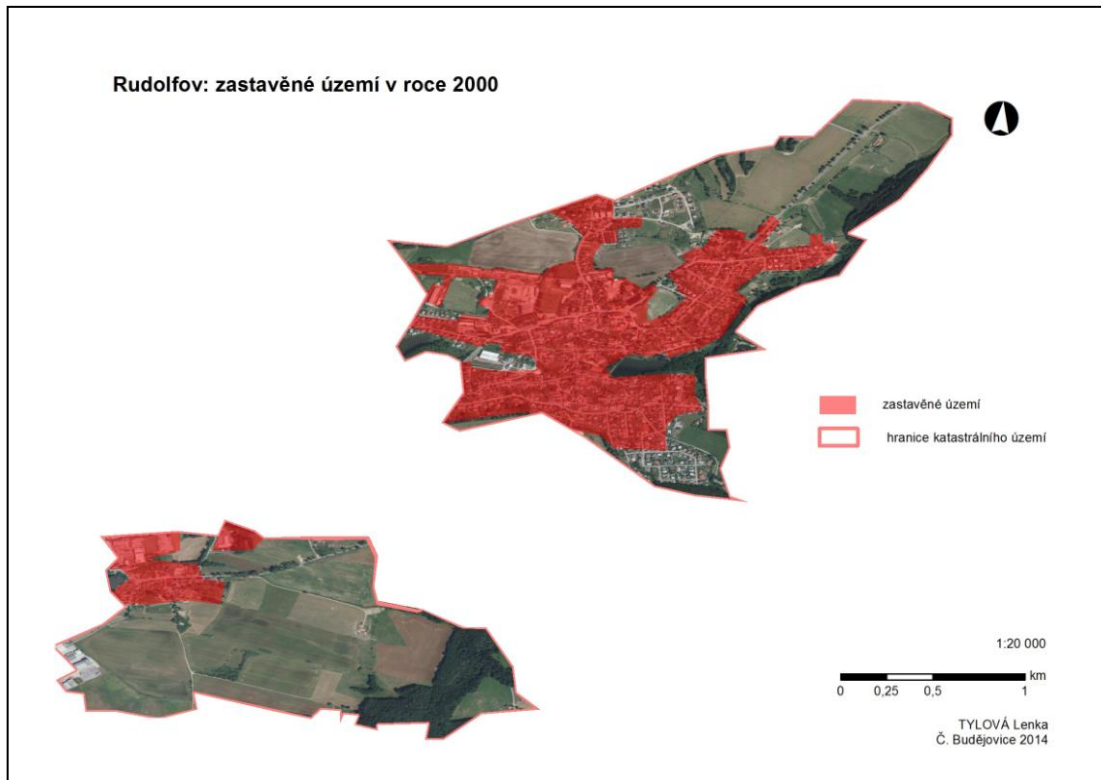 Rudolfov: zastavěné území v roce 2000
zastavěné území
hranice katastrálního území
1:20 000
km
0 0,25 0,5 1
TYLOVÁ Lenka
Č. Budějovice 2014